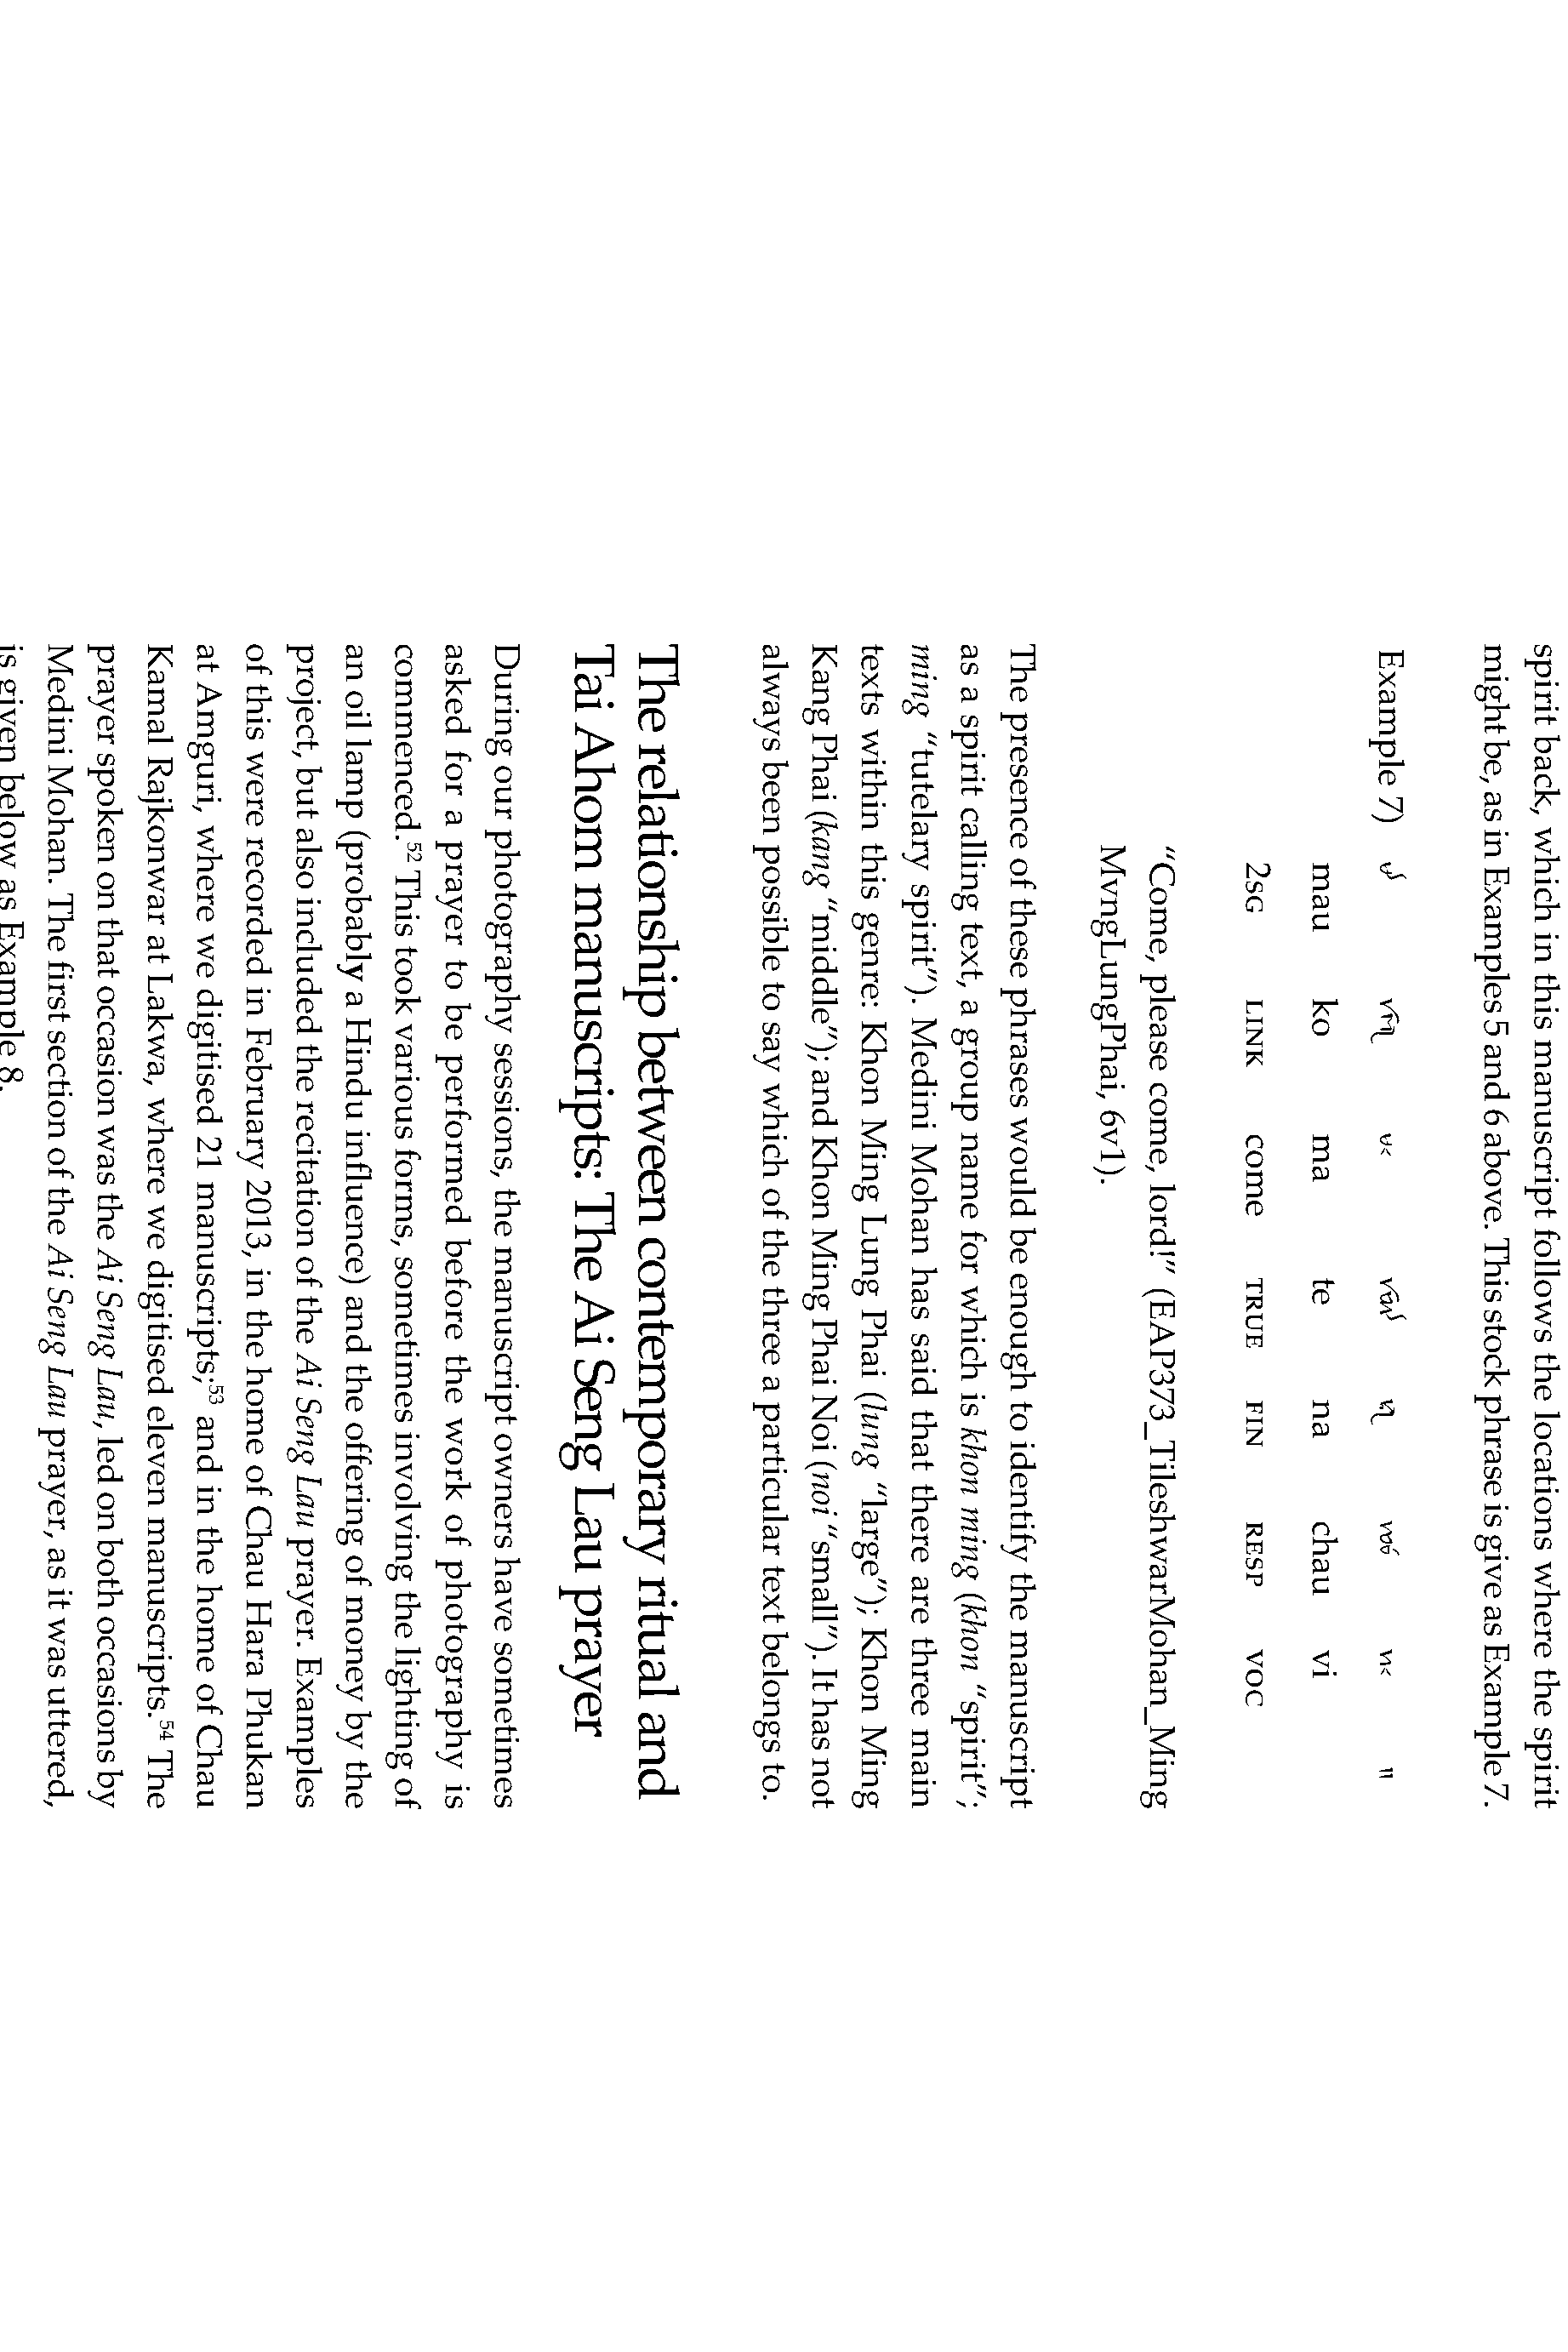 spirit back, which in this manuscript follows the locations where the spirit
might be, as in Examples 5 and 6 above. This stock phrase is give as Example 7.
Example 7)
mau ko ma te na chau vi
2SG LINK come TRUE FIN RESP VOC
“Come, please come, lord!” (EAP373_TileshwarMohan_Ming
MvngLungPhai, 6v1).
The presence of these phrases would be enough to identify the manuscript
as a spirit calling text, a group name for which is khon ming (khon “spirit”;
ming “tutelary spirit”). Medini Mohan has said that there are three main
texts within this genre: Khon Ming Lung Phai (lung “large”); Khon Ming
Kang Phai (kang “middle”); and Khon Ming Phai Noi (noi “small”). It has not
always been possible to say which of the three a particular text belongs to.
The relationship between contemporary ritual and
Tai Ahom manuscripts: The Ai Seng Lau prayer
During our photography sessions, the manuscript owners have sometimes
asked for a prayer to be performed before the work of photography is
commenced.52 This took various forms, sometimes involving the lighting of
an oil lamp (probably a Hindu influence) and the offering of money by the
project, but also included the recitation of the Ai Seng Lau prayer. Examples
of this were recorded in February 2013, in the home of Chau Hara Phukan
at Amguri, where we digitised 21 manuscripts;53 and in the home of Chau
Kamal Rajkonwar at Lakwa, where we digitised eleven manuscripts.54 The
prayer spoken on that occasion was the Ai Seng Lau, led on both occasions by
Medini Mohan. The first section of the Ai Seng Lau prayer, as it was uttered,
is given below as Example 8.